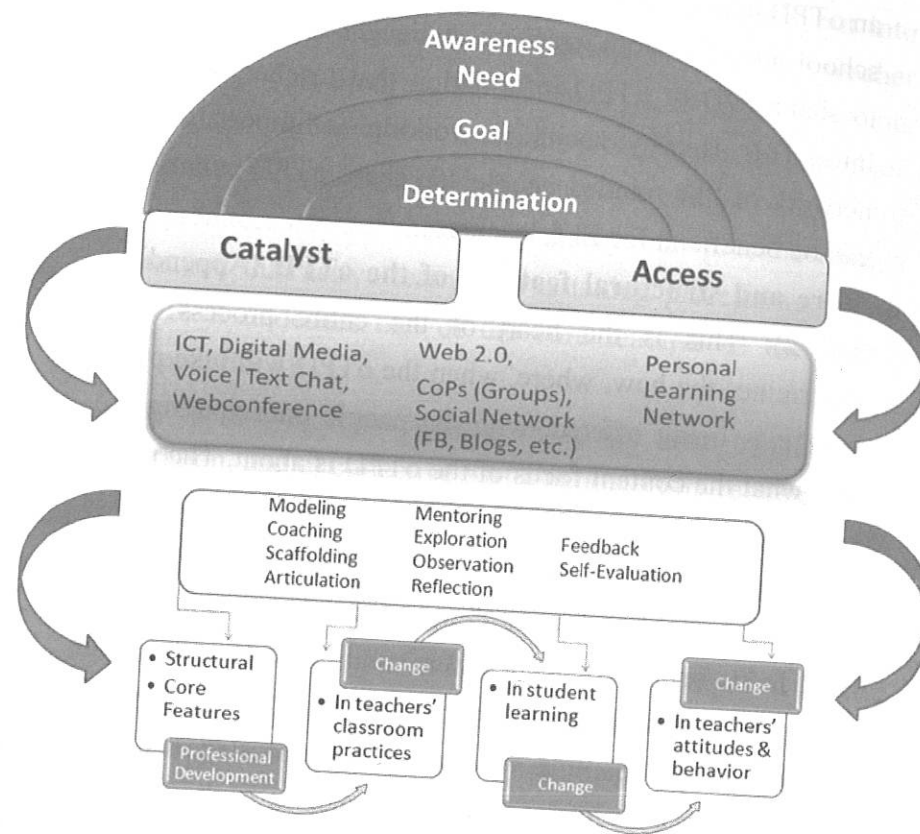 Awareness
Need
Goal
Determination
Catalyst
Access
ICT, Digital Media,
Voice|Text Chat,
Webconference
Web 2.0,
CoPs (Groups),
Social Network
(FB, Blogs, etc.)
Personal
Learning
Network
Modeling
Coaching
Scaffolding
Articulation
Mentoring
Exploration
Observation
Reflection
Feedback
Self-Evaluation
• Structural
• Core
Features
Professional
Development
Change
• In teachers'
classroom
practices
• In student
learning
Change
Change
• In teachers'
attitudes &
behavior